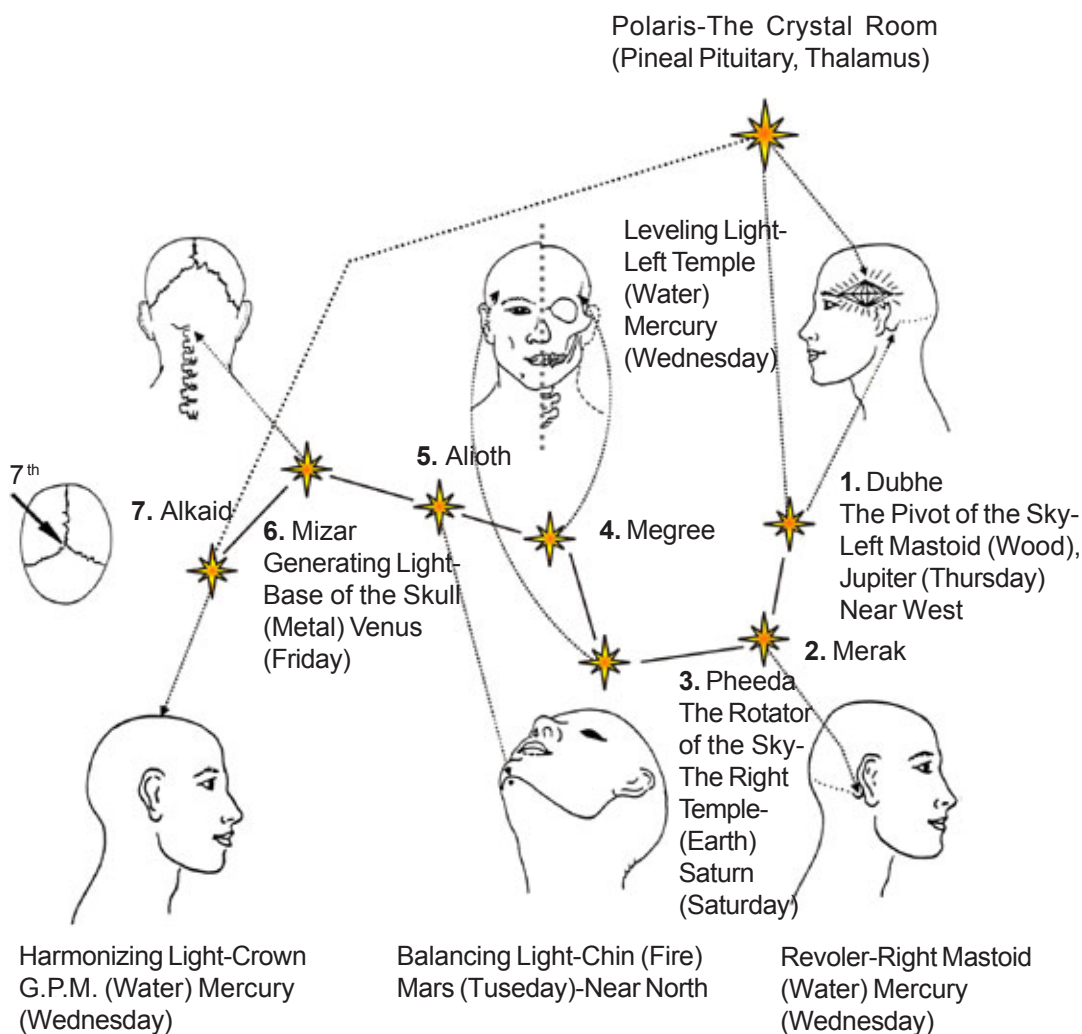 Polaris-The Crystal Room
(Pineal Pituitary, Thalamus)
Leveling Light-
Left Temple
(Water)
Mercury
(Wednesday)
7th
7. Alkaid
6. Mizar
Generating Light-
Base of the Skull
(Metal) Venus
(Friday)
5. Alioth
4. Megree
1. Dubhe
The Pivot of the Sky-
Left Mastoid (Wood),
Jupiter (Thursday)
Near West
2. Merak
3. Pheeda
The Rotator
of the Sky-
The Right
Temple-
(Earth)
Saturn
(Saturday)
Harmonizing Light-Crown
G.P.M. (Water) Mercury
(Wednesday)
Balancing Light-Chin (Fire)
Mars (Tuseday)-Near North
Revoler-Right Mastoid
(Water) Mercury
(Wednesday)